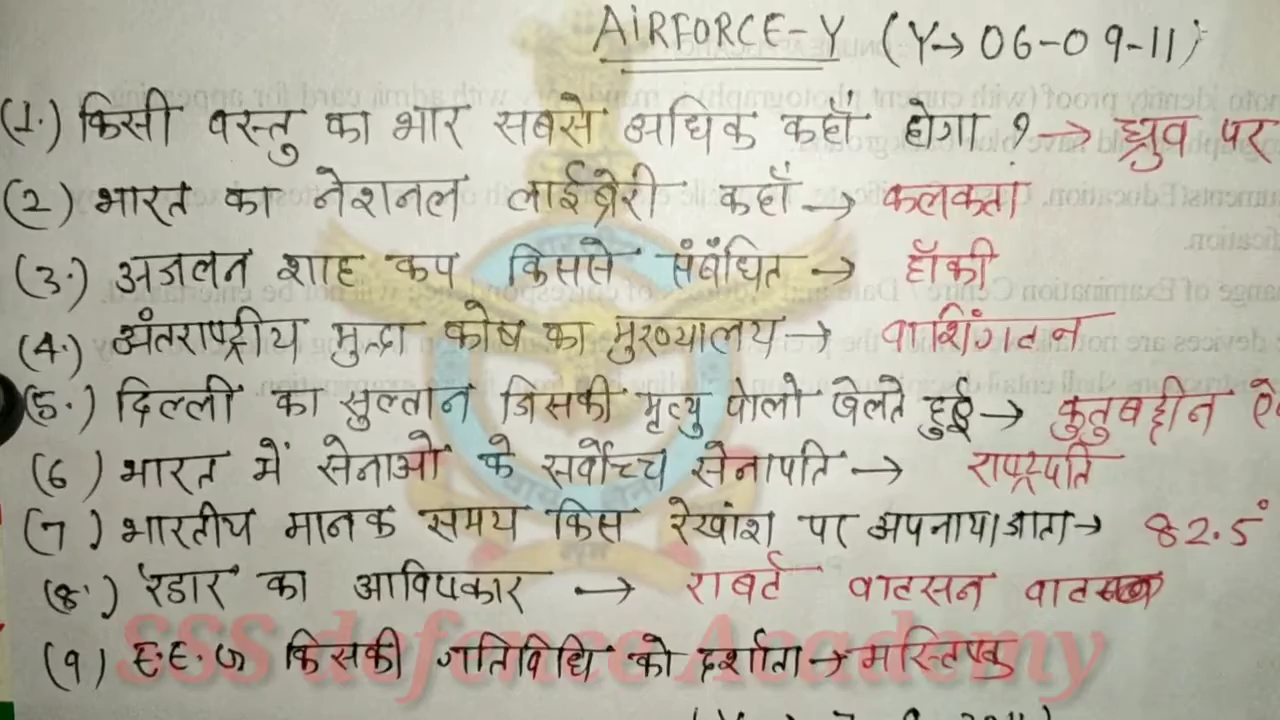 AIRFORCE-Y (Y→ 06-09-11)
(1.) किसी वस्तु का भार सबसे अधिक कहाँ होगा ? → ध्रुव पर
(2) भारत का नेशनल लाईब्रेरी कहाँ → कलकता
(3.) अजलन शाह कप किससे संबंधित → हॉकी
(4.) अंतराष्ट्रीय मुद्रा कोष का मुख्यालय → वाशिंगटन
(5.) दिल्ली का सुल्तान जिसकी मृत्यु पोलो खेलते हुई → कुतुबद्दीन ऐ
(6) भारत में सेनाओं के सर्वोच्च सेनापति → राष्ट्रपति
(7) भारतीय मानक समय किस रेखांश पर अपनाया जाता → 82.5°
(8.) 'रडार' का आविष्कार → राबर्ट वाटसन वाट
(9) E.E.G किसकी गतिविधि को दर्शाता → मस्तिष्क
SSS defence Academy